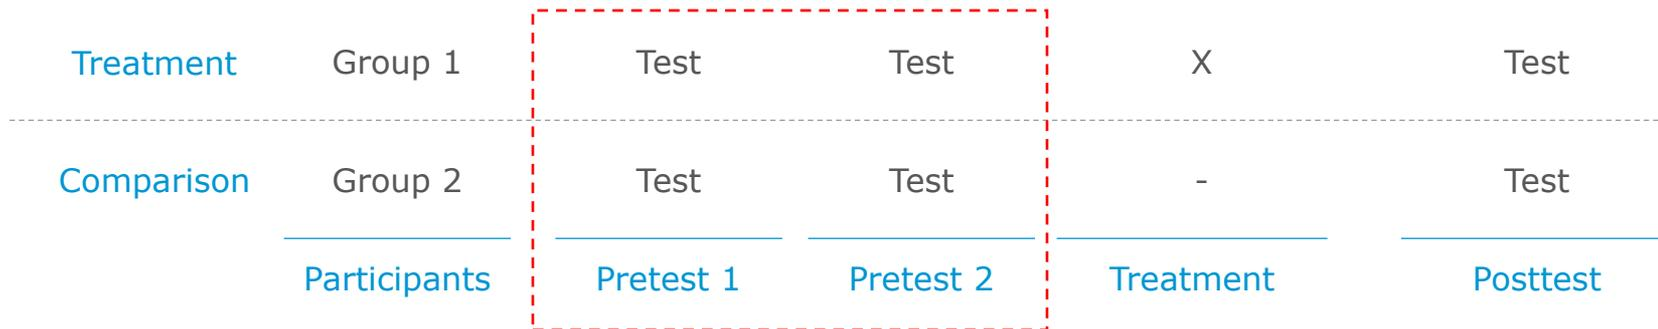 Treatment Group 1 Test Test X Test
Comparison Group 2 Test Test - Test
Participants Pretest 1 Pretest 2 Treatment Posttest